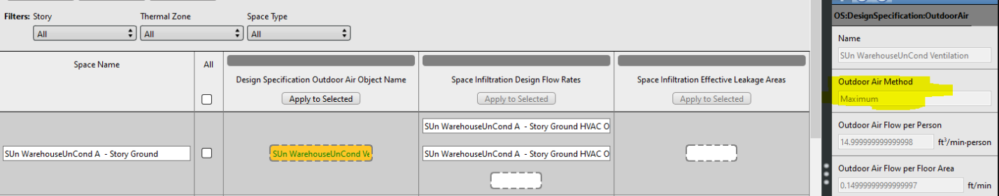 Filters: Story Thermal Zone Space Type
All All All
Space Name
All
Design Specification Outdoor Air Object Name
Apply to Selected
Space Infiltration Design Flow Rates
Apply to Selected
Space Infiltration Effective Leakage Areas
Apply to Selected
SUn WarehouseUnCond A - Story Ground
SUn WarehouseUnCond Ve
SUn WarehouseUnCond A - Story Ground HVAC O
SUn WarehouseUnCond A - Story Ground HVAC O
OS:DesignSpecification:OutdoorAir
Name
SUn WarehouseUnCond Ventilation
Outdoor Air Method
Maximum
Outdoor Air Flow per Person
14.999999999999998 ft³/min·person
Outdoor Air Flow per Floor Area
0.14999999999999997 ft/min